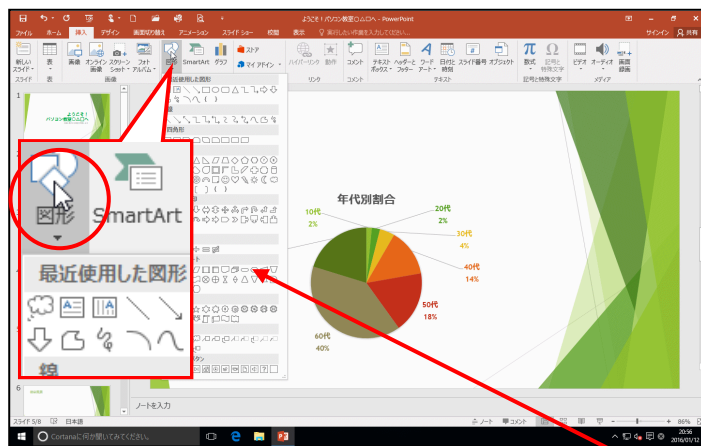 ようこそ！パソコン教室○△□へ - PowerPoint
ファイル ホーム 挿入 デザイン 画面切り替え アニメーション スライド ショー 校閲 表示 実行したい作業を入力してください... サインイン 共有
新しい スライド
表
画像
オンライン 画像
スクリーン ショット
フォト アルバム
図形
SmartArt
グラフ
ストア
マイ アドイン
ハイパーリンク
動作
コメント
テキスト ボックス
ヘッダーと フッター
ワード アート
日付と 時刻
スライド番号
オブジェクト
数式
記号と 特殊文字
ビデオ
オーディオ
画面 録画
スライド 表 画像 リンク コメント テキスト 記号と特殊文字 メディア
1
ようこそ！
パソコン教室○△□へ
近使用した図形
四角形
図形
SmartArt
最近使用した図形
線
6
年代別割合
10代
2%
20代
2%
30代
4%
40代
14%
50代
18%
60代
40%
ノートを入力
スライド 5/8 日本語
ノート コメント 86%
Cortanaに何か聞いてみてください。
20:56
2016/01/12